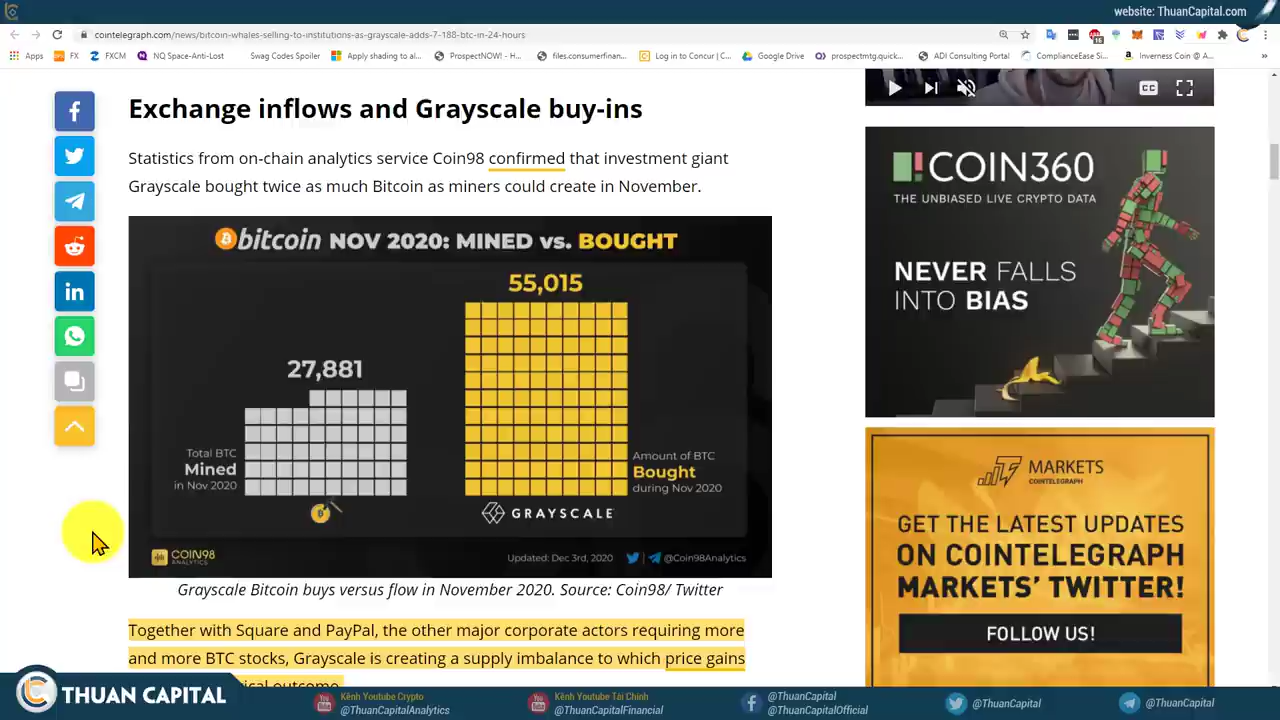 website: ThuanCapital.com
cointelegraph.com/news/bitcoin-whales-selling-to-institutions-as-grayscale-adds-7-188-btc-in-24-hours
Apps
FX
FXCM
NQ Space-Anti-Lost
Swag Codes Spoiler
Apply shading to al...
ProspectNOW! - H...
files.consumerfinan...
Log in to Concur | C...
Google Drive
prospectmtg.quick...
ADI Consulting Portal
ComplianceEase Si...
Inverness Coin @ A...
Exchange inflows and Grayscale buy-ins
Statistics from on-chain analytics service Coin98 confirmed that investment giant
Grayscale bought twice as much Bitcoin as miners could create in November.
bitcoin NOV 2020: MINED vs. BOUGHT
55,015
27,881
Total BTC
Mined
in Nov 2020
Amount of BTC
Bought
during Nov 2020
GRAYSCALE
COIN98
ANALYTICS
Updated: Dec 3rd, 2020
@Coin98Analytics
Grayscale Bitcoin buys versus flow in November 2020. Source: Coin98/ Twitter
Together with Square and PayPal, the other major corporate actors requiring more
and more BTC stocks, Grayscale is creating a supply imbalance to which price gains
outcome.
CC
COIN360
THE UNBIASED LIVE CRYPTO DATA
NEVER FALLS
INTO BIAS
MARKETS
COINTELEGRAPH
GET THE LATEST UPDATES
ON COINTELEGRAPH
MARKETS' TWITTER!
FOLLOW US!
THUAN CAPITAL
Kênh Youtube Crypto
@ThuanCapitalAnalytics
Kênh Youtube Tài Chính
@ThuanCapitalFinancial
@ThuanCapital
@ThuanCapitalOfficial
@ThuanCapital
@ThuanCapital